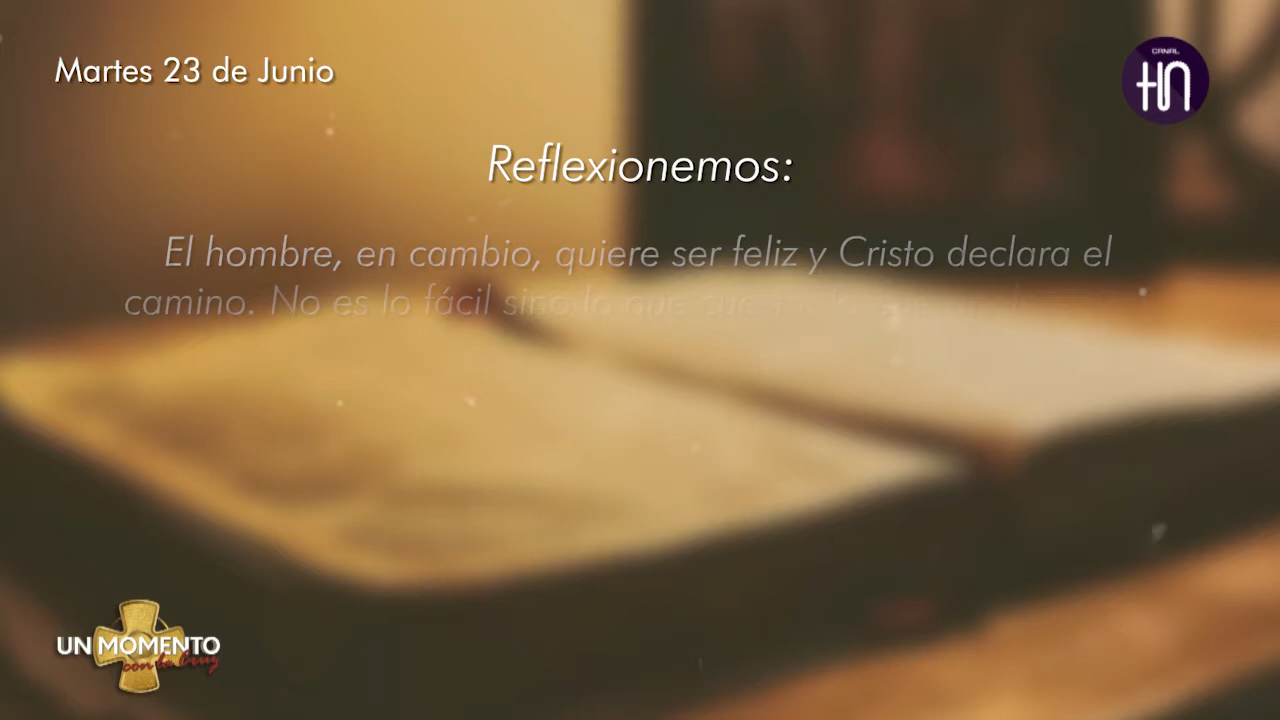 Martes 23 de Junio
CANAL
HN
Reflexionemos:
El hombre, en cambio, quiere ser feliz y Cristo declara el
camino. No es lo fácil sino lo que
UN MOMENTO
con la Cruz